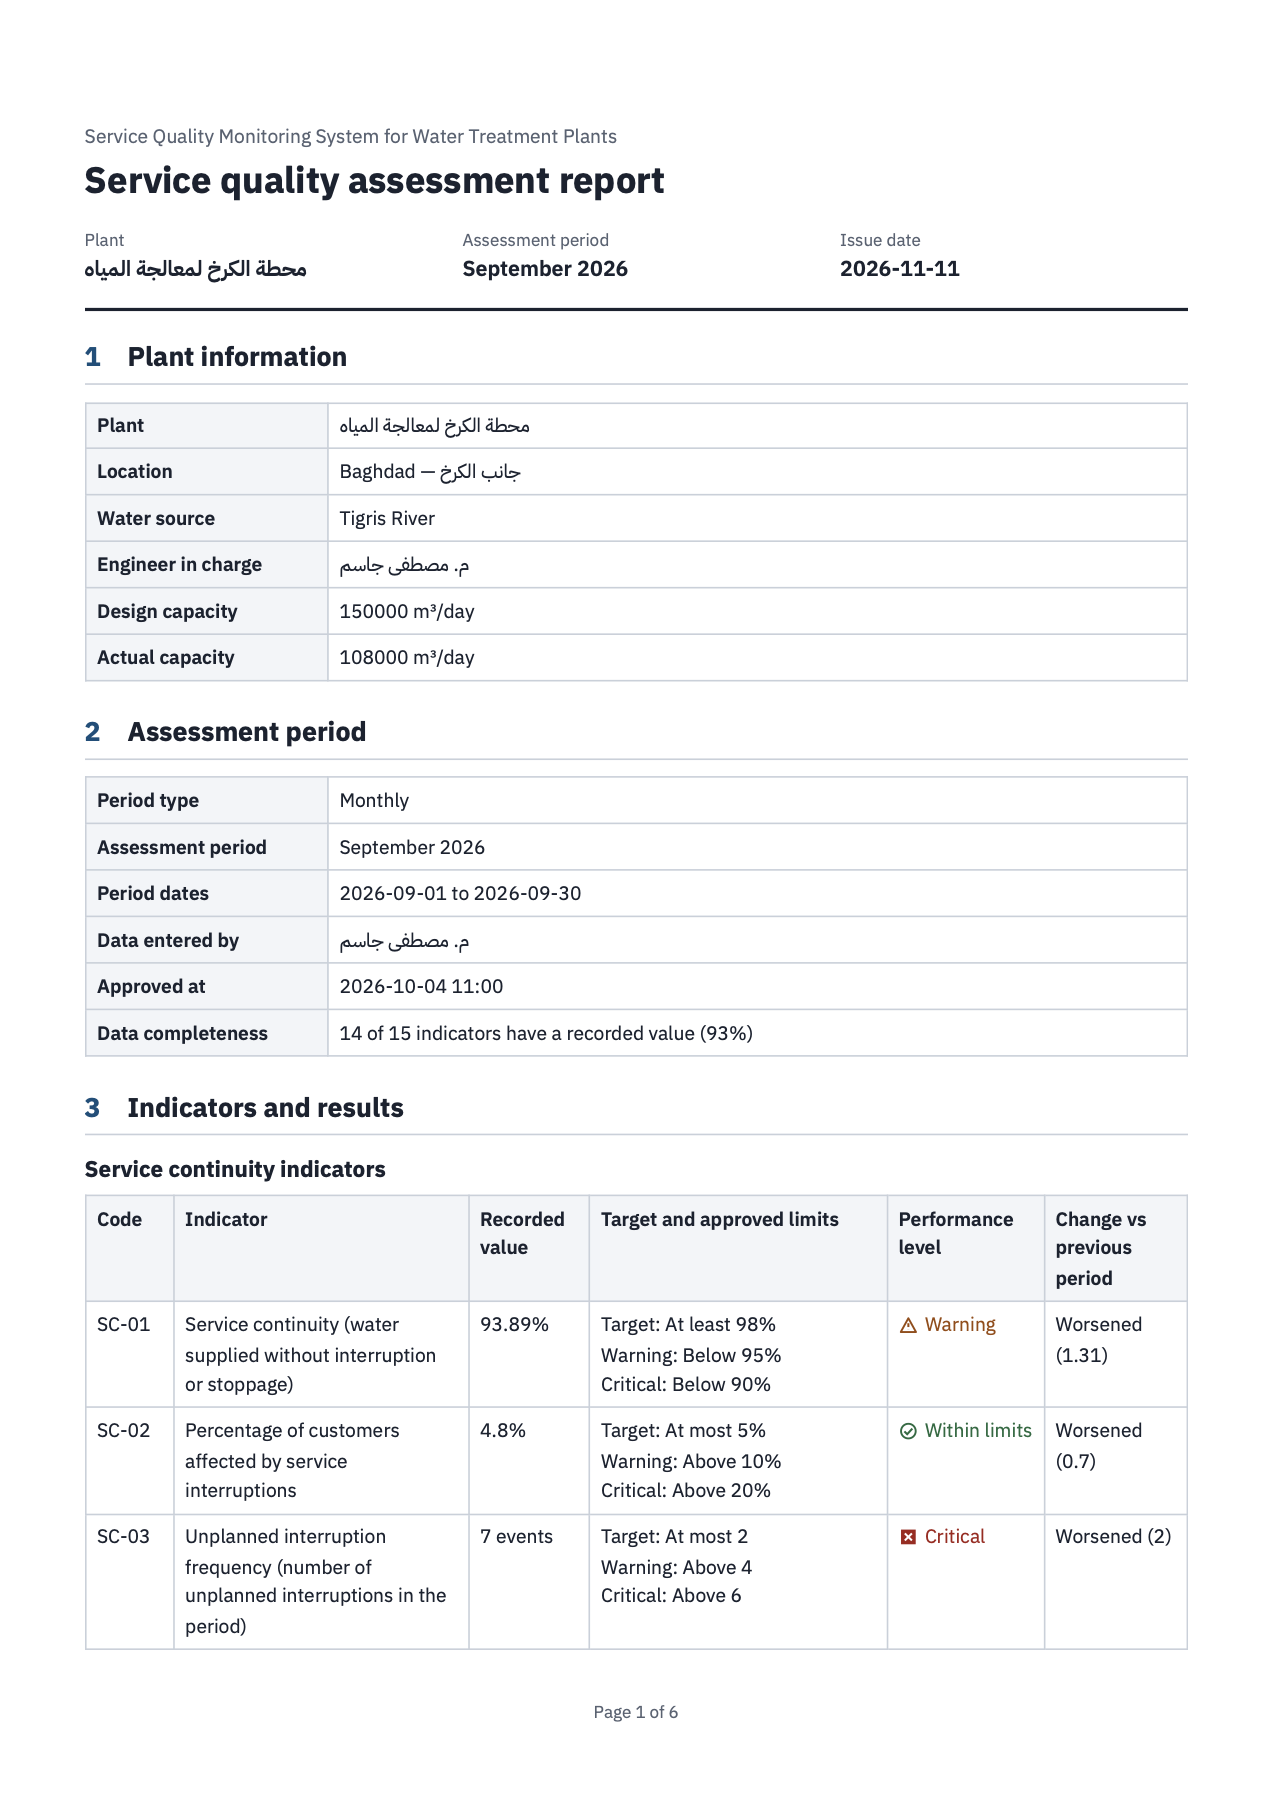 Service Quality Monitoring System for Water Treatment Plants
Service quality assessment report
Plant
Assessment period
Issue date
محطة الكرخ لمعالجة المياه
September 2026
2026-11-11
1 Plant information
Plant محطة الكرخ لمعالجة المياه
Location Baghdad — جانب الكرخ
Water source Tigris River
Engineer in charge م. مصطفى جاسم
Design capacity 150000 m³/day
Actual capacity 108000 m³/day
2 Assessment period
Period type Monthly
Assessment period September 2026
Period dates 2026-09-01 to 2026-09-30
Data entered by م. مصطفى جاسم
Approved at 2026-10-04 11:00
Data completeness 14 of 15 indicators have a recorded value (93%)
3 Indicators and results
Service continuity indicators
Code
Indicator
Recorded
value
Target and approved limits
Performance
level
Change vs
previous
period
SC-01
Service continuity (water
supplied without interruption
or stoppage)
93.89%
Target: At least 98%
Warning: Below 95%
Critical: Below 90%
Warning
Worsened
(1.31)
SC-02
Percentage of customers
affected by service
interruptions
4.8%
Target: At most 5%
Warning: Above 10%
Critical: Above 20%
Within limits
Worsened
(0.7)
SC-03
Unplanned interruption
frequency (number of
unplanned interruptions in the
period)
7 events
Target: At most 2
Warning: Above 4
Critical: Above 6
Critical
Worsened (2)
Page 1 of 6